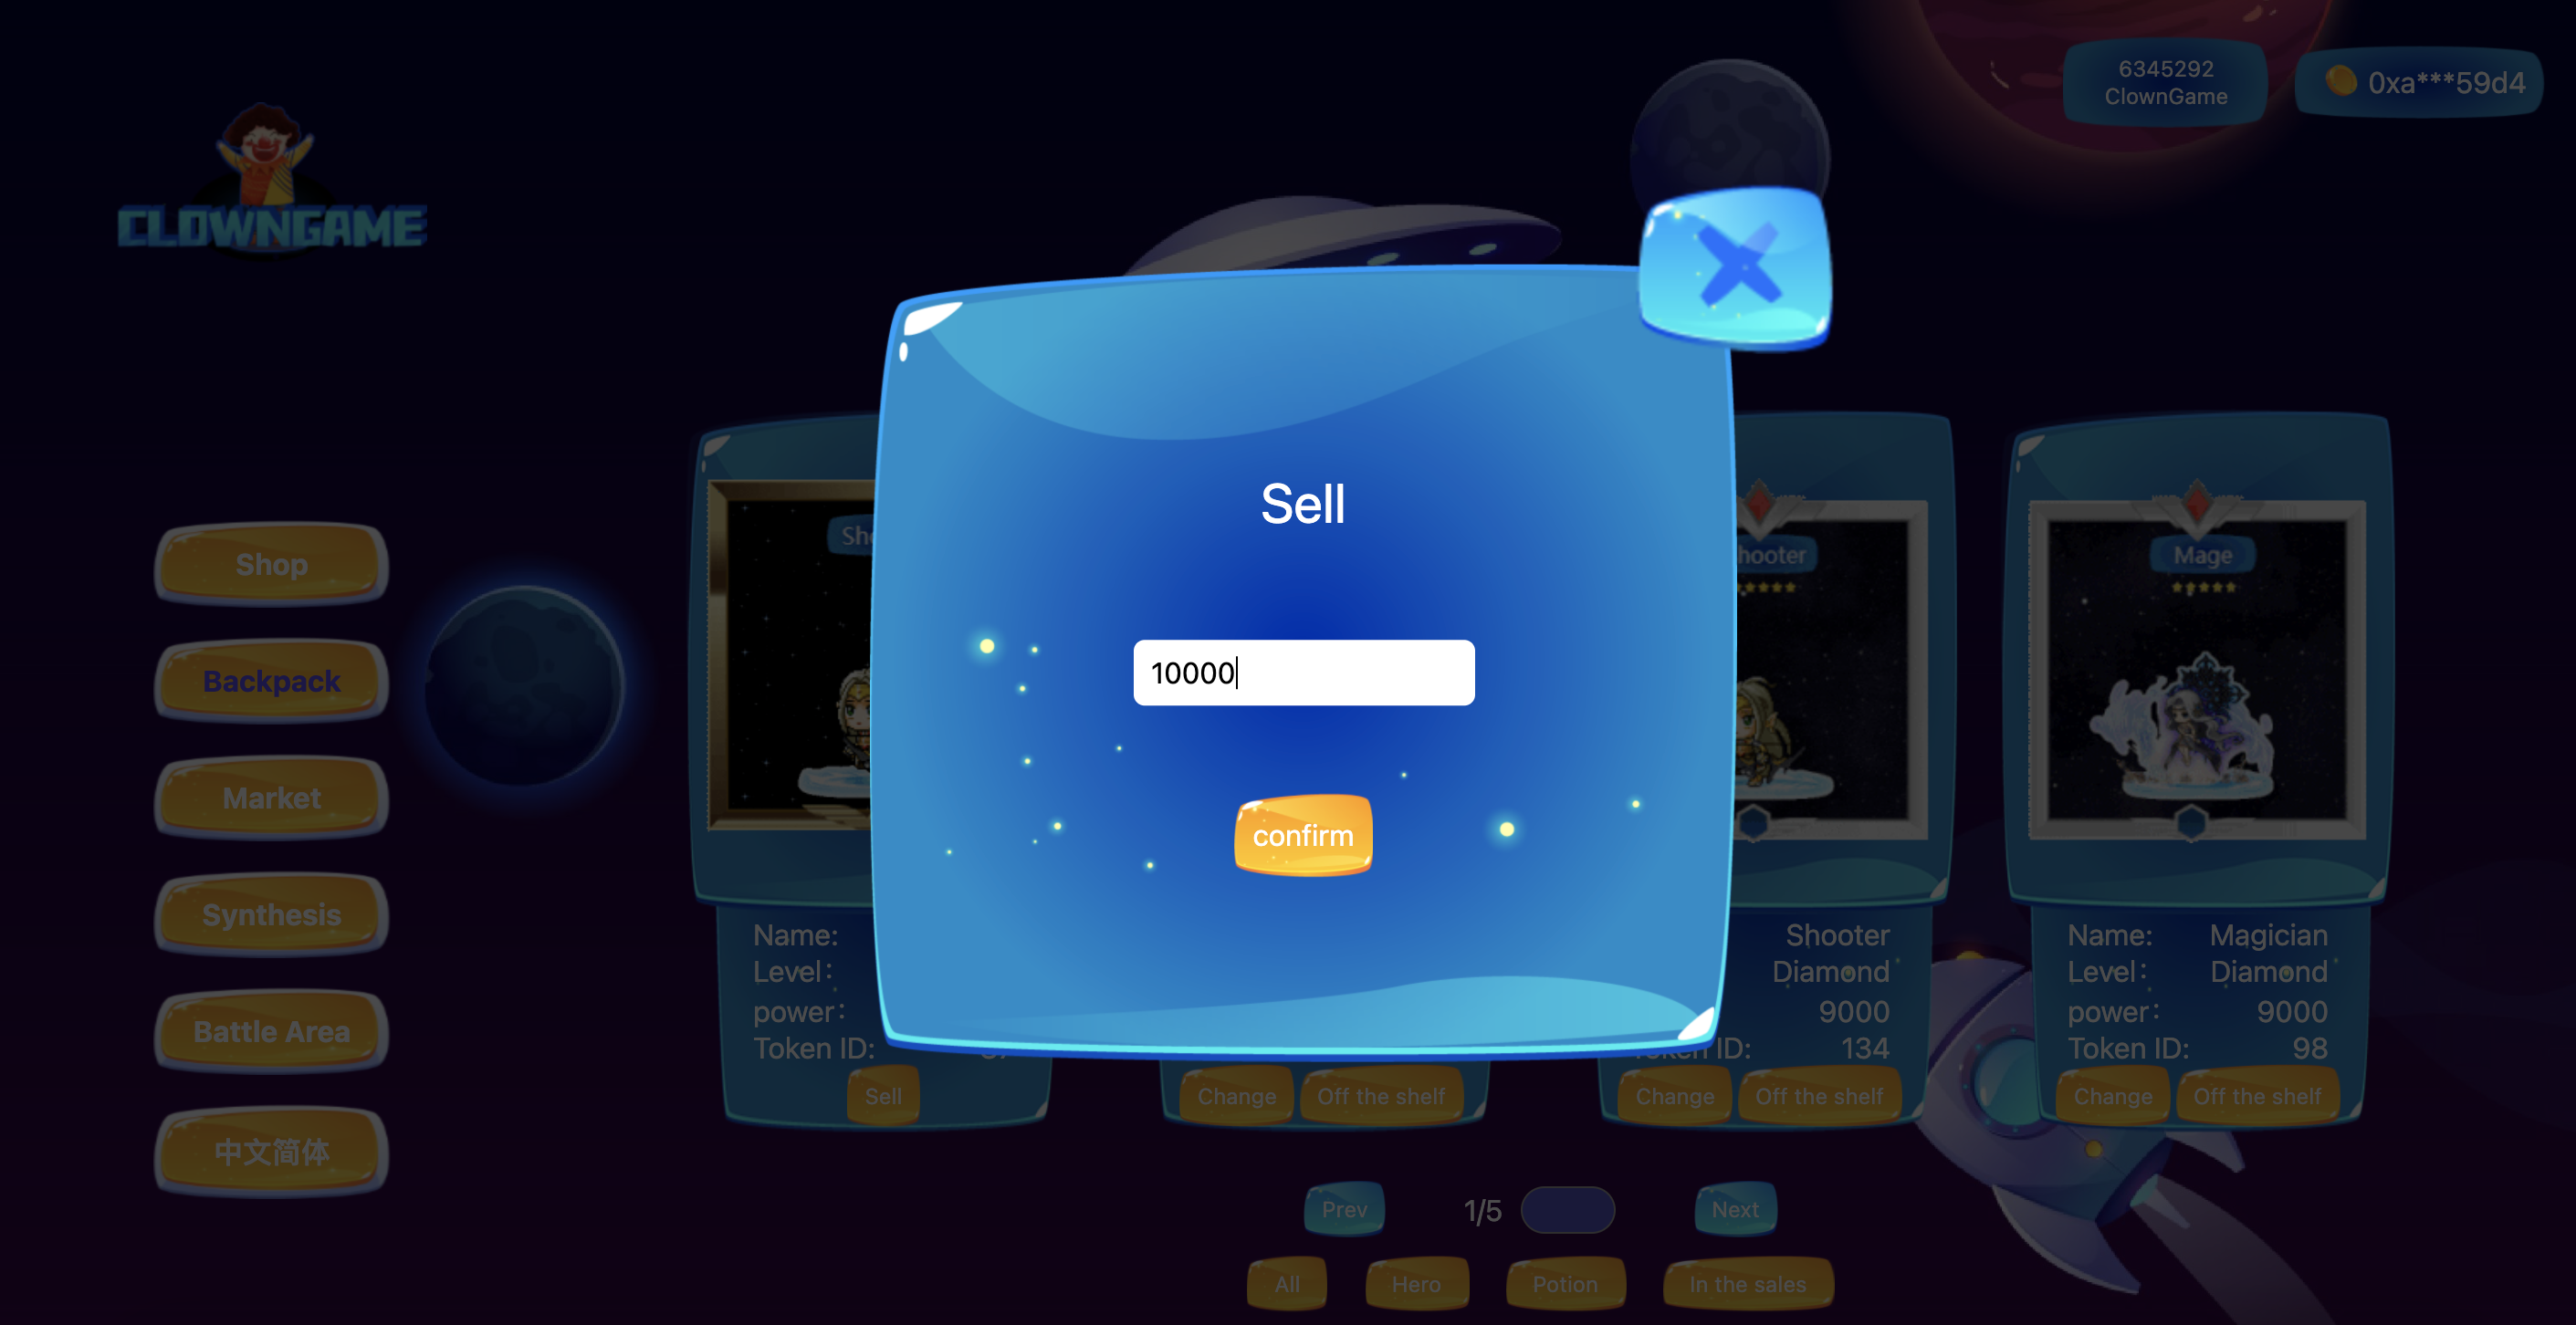 6345292
ClownGame
0xa***59d4
CLOWNGAME
Sell
10000
confirm
Shop
Backpack
Market
Synthesis
Battle Area
中文简体
hooter
Mage
Name:
Level:
power:
Token ID:
Sell
Change
Off the shelf
Shooter
Diamond
9000
Token ID: 134
Change
Off the shelf
Name: Magician
Level: Diamond
power: 9000
Token ID: 98
Change
Off the shelf
Prev
1/5
Next
All
Hero
Potion
In the sales